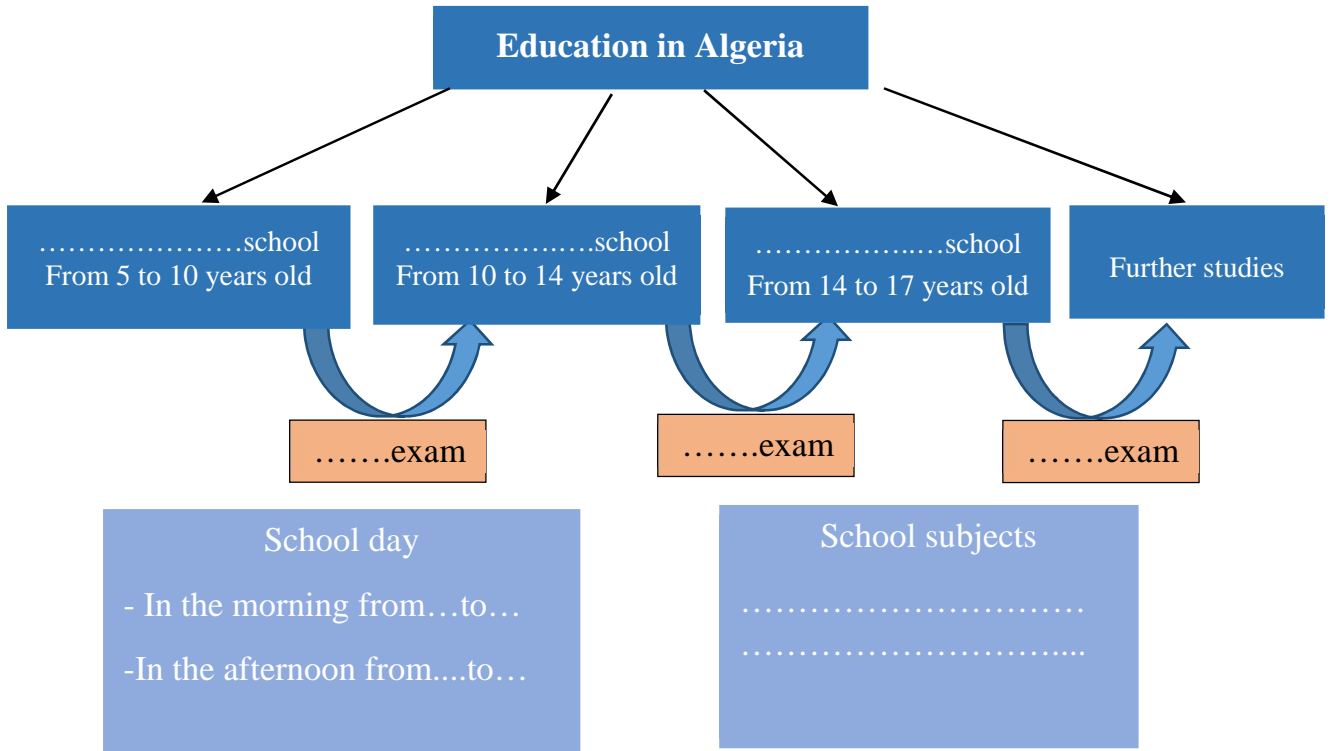 Education in Algeria
…………………school
From 5 to 10 years old
……………..…school
From 10 to 14 years old
……………..…school
From 14 to 17 years old
Further studies
…….exam
…….exam
…….exam
School day
- In the morning from…to…
-In the afternoon from....to…
School subjects
…………………………
………………………....